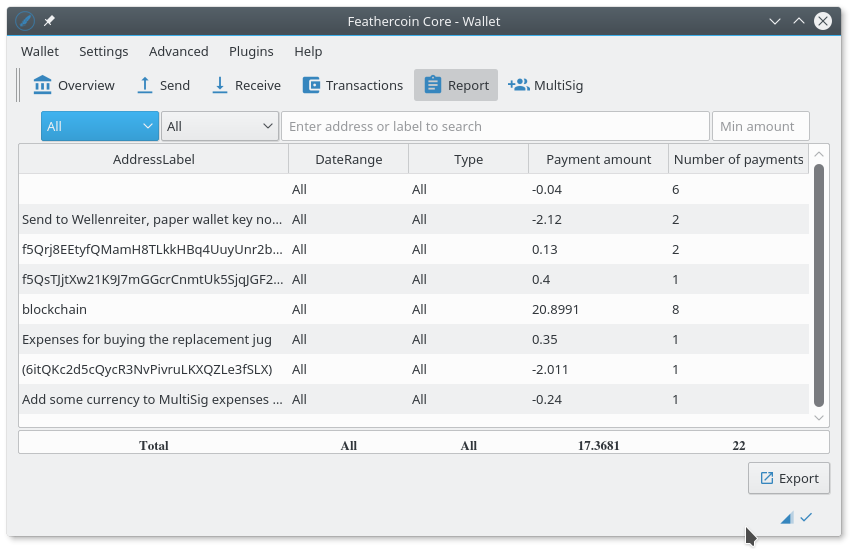 Feathercoin Core - Wallet
Wallet Settings Advanced Plugins Help
Overview Send Receive Transactions Report MultiSig
All All Enter address or label to search Min amount
AddressLabel DateRange Type Payment amount Number of payments
All All -0.04 6
Send to Wellenreiter, paper wallet key no... All All -2.12 2
f5Qrj8EEtyfQMamH8TLkkHBq4UuyUnr2b... All All 0.13 2
f5QsTJjtXw21K9J7mGGcrCnmtUk5SjqJGF2... All All 0.4 1
blockchain All All 20.8991 8
Expenses for buying the replacement jug All All 0.35 1
(6itQKc2d5cQycR3NvPivruLKXQZLe3fSLX) All All -2.011 1
Add some currency to MultiSig expenses ... All All -0.24 1
Total All All 17.3681 22
Export